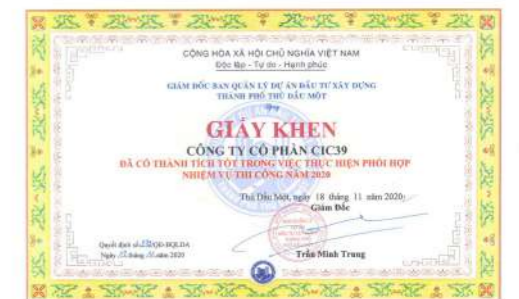 CỘNG HÒA XÃ HỘI CHỦ NGHĨA VIỆT NAM
Độc lập - Tự do - Hạnh phúc
GIÁM ĐỐC BAN QUẢN LÝ DỰ ÁN ĐẦU TƯ XÂY DỰNG
THÀNH PHỐ THỦ DẦU MỘT
GIẤY KHEN
CÔNG TY CỔ PHẦN CIC39
ĐÃ CÓ THÀNH TÍCH TỐT TRONG VIỆC THỰC HIỆN PHỐI HỢP
NHIỆM VỤ THI CÔNG NĂM 2020
Thủ Dầu Một, ngày 18 tháng 11 năm 2020
Giám Đốc
Quyết định số /QĐ-BQLDA
Ngày tháng năm 2020
Trần Minh Trung